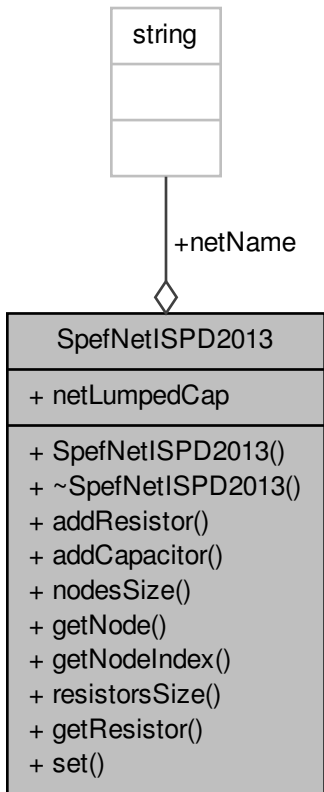 string
+netName
SpefNetISPD2013
+ netLumpedCap
+ SpefNetISPD2013()
+ ~SpefNetISPD2013()
+ addResistor()
+ addCapacitor()
+ nodesSize()
+ getNode()
+ getNodeIndex()
+ resistorsSize()
+ getResistor()
+ set()